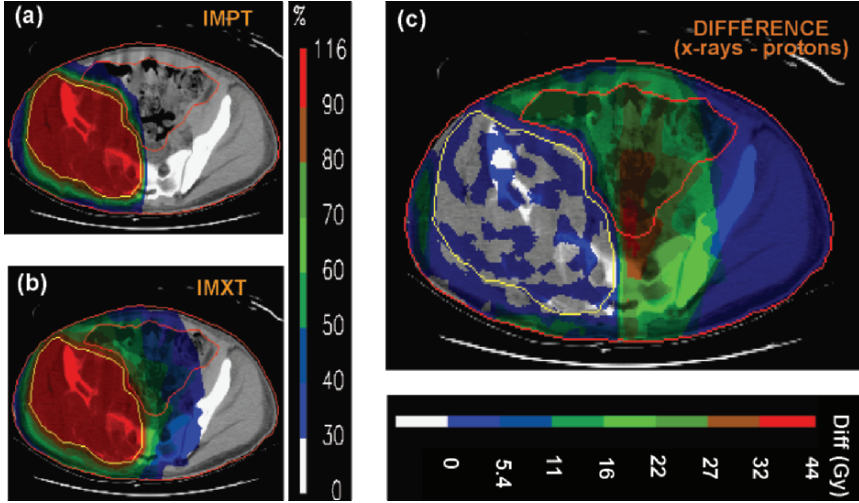 (a)
IMPT
(b)
IMXT
%
116
90
80
70
60
50
40
30
0
(c)
DIFFERENCE
(x-rays - protons)
0
5.4
11
16
22
27
32
44
Diff (Gy)